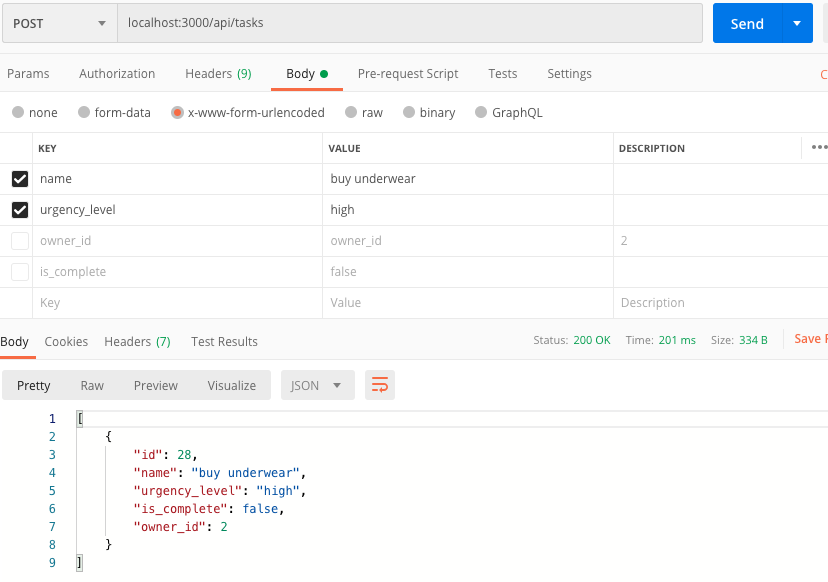 POST localhost:3000/api/tasks Send
Params Authorization Headers (9) Body Pre-request Script Tests Settings C
none form-data x-www-form-urlencoded raw binary GraphQL
KEY VALUE DESCRIPTION
name buy underwear
urgency_level high
owner_id owner_id 2
is_complete false
Key Value Description
Body Cookies Headers (7) Test Results Status: 200 OK Time: 201 ms Size: 334 B Save
Pretty Raw Preview Visualize JSON
1 [
2 {
3 "id": 28,
4 "name": "buy underwear",
5 "urgency_level": "high",
6 "is_complete": false,
7 "owner_id": 2
8 }
9 ]